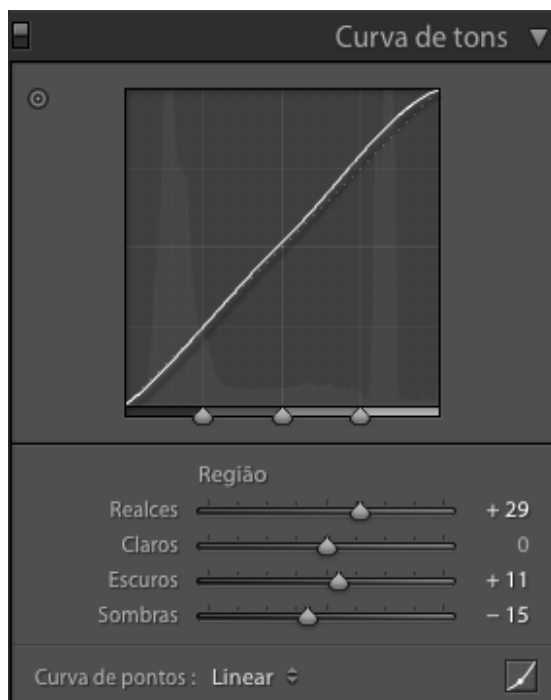 Curva de tons
Região
Realces + 29
Claros 0
Escuros + 11
Sombras − 15
Curva de pontos : Linear